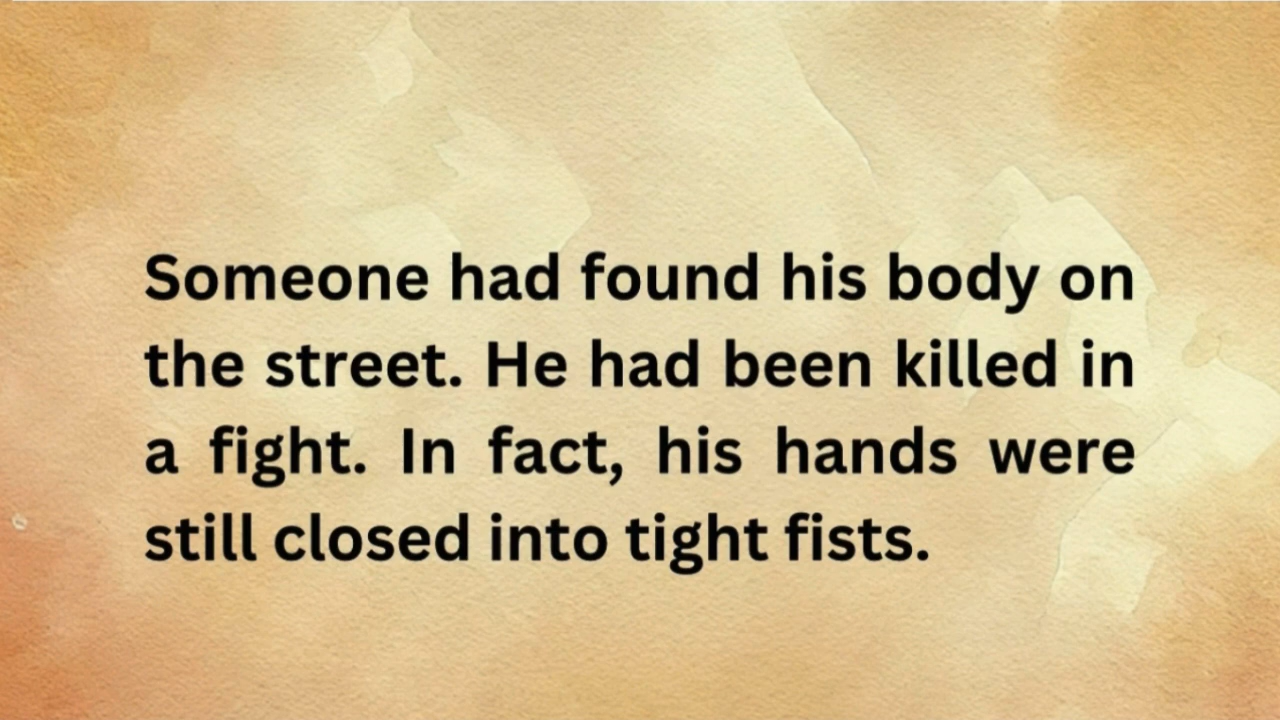 Someone had found his body on
the street. He had been killed in
a fight. In fact, his hands were
still closed into tight fists.